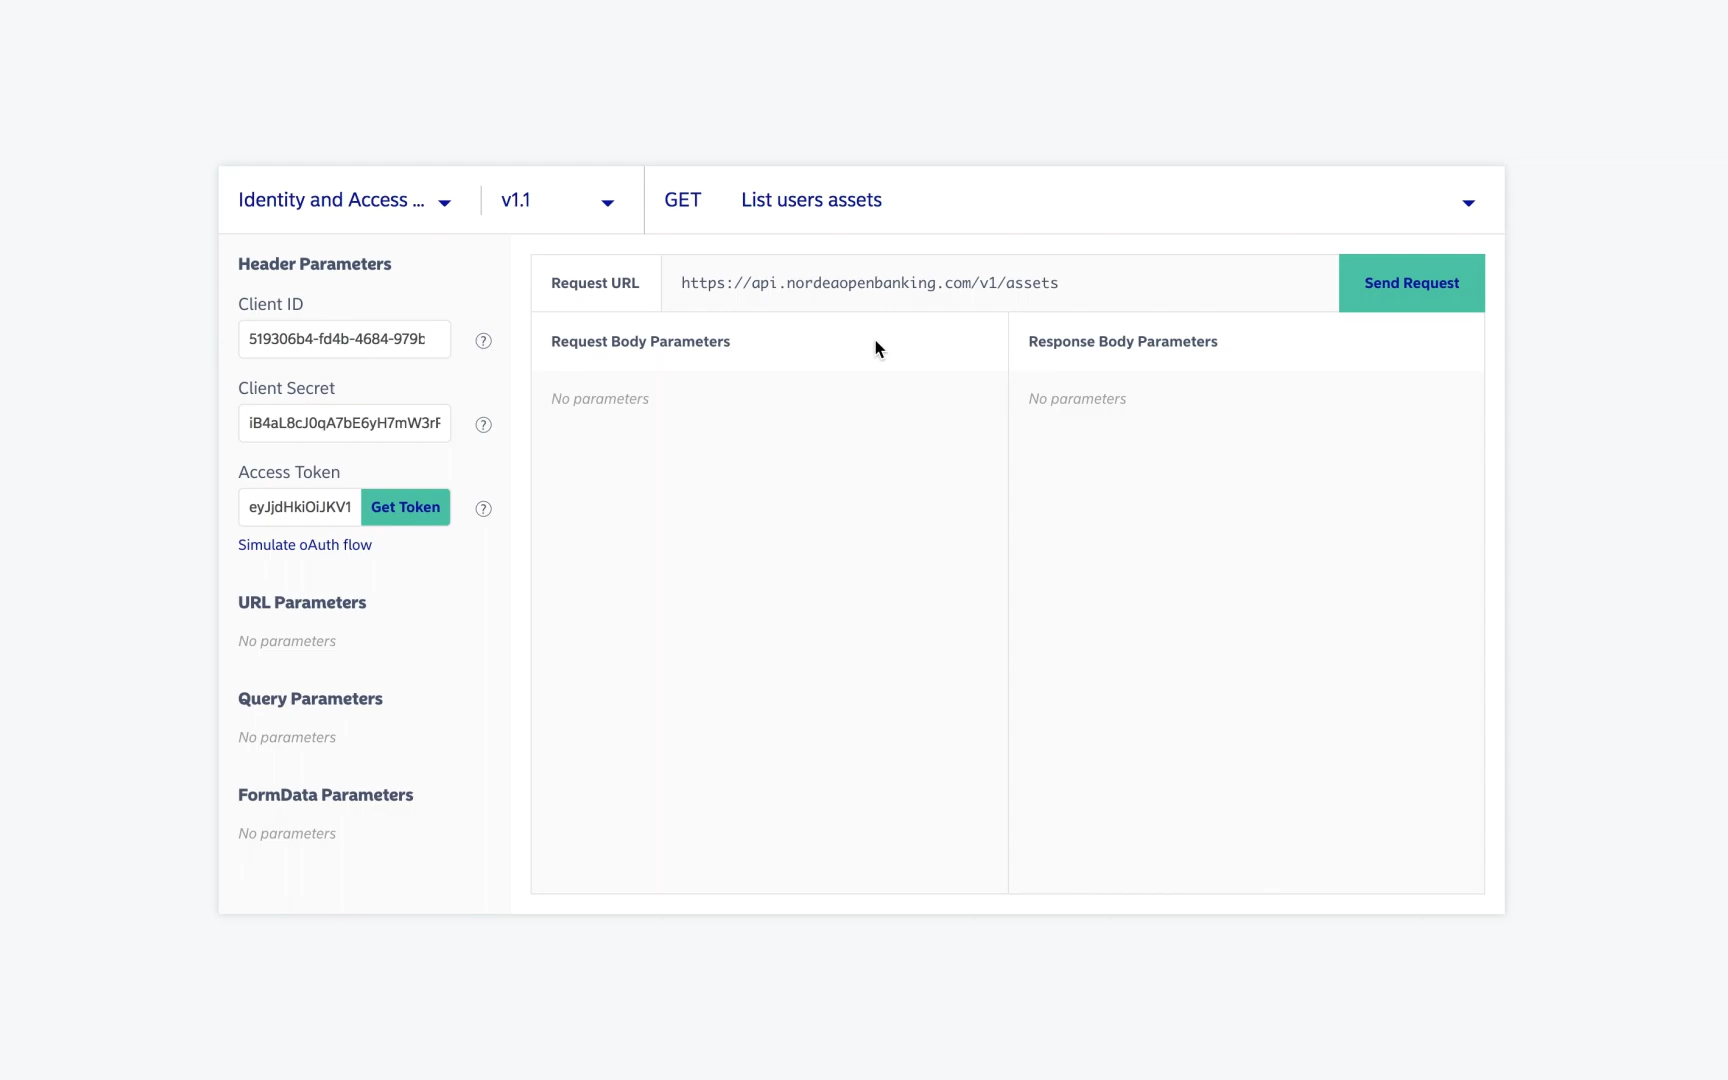 Identity and Access ...
v1.1
GET List users assets
Header Parameters
Client ID
519306b4-fd4b-4684-979b
?
Client Secret
iB4aL8cJ0qA7bE6yH7mW3rF
?
Access Token
eyJjdHkiOiJKV1
Get Token
?
Simulate oAuth flow
URL Parameters
No parameters
Query Parameters
No parameters
FormData Parameters
No parameters
Request URL
https://api.nordeaopenbanking.com/v1/assets
Send Request
Request Body Parameters
No parameters
Response Body Parameters
No parameters